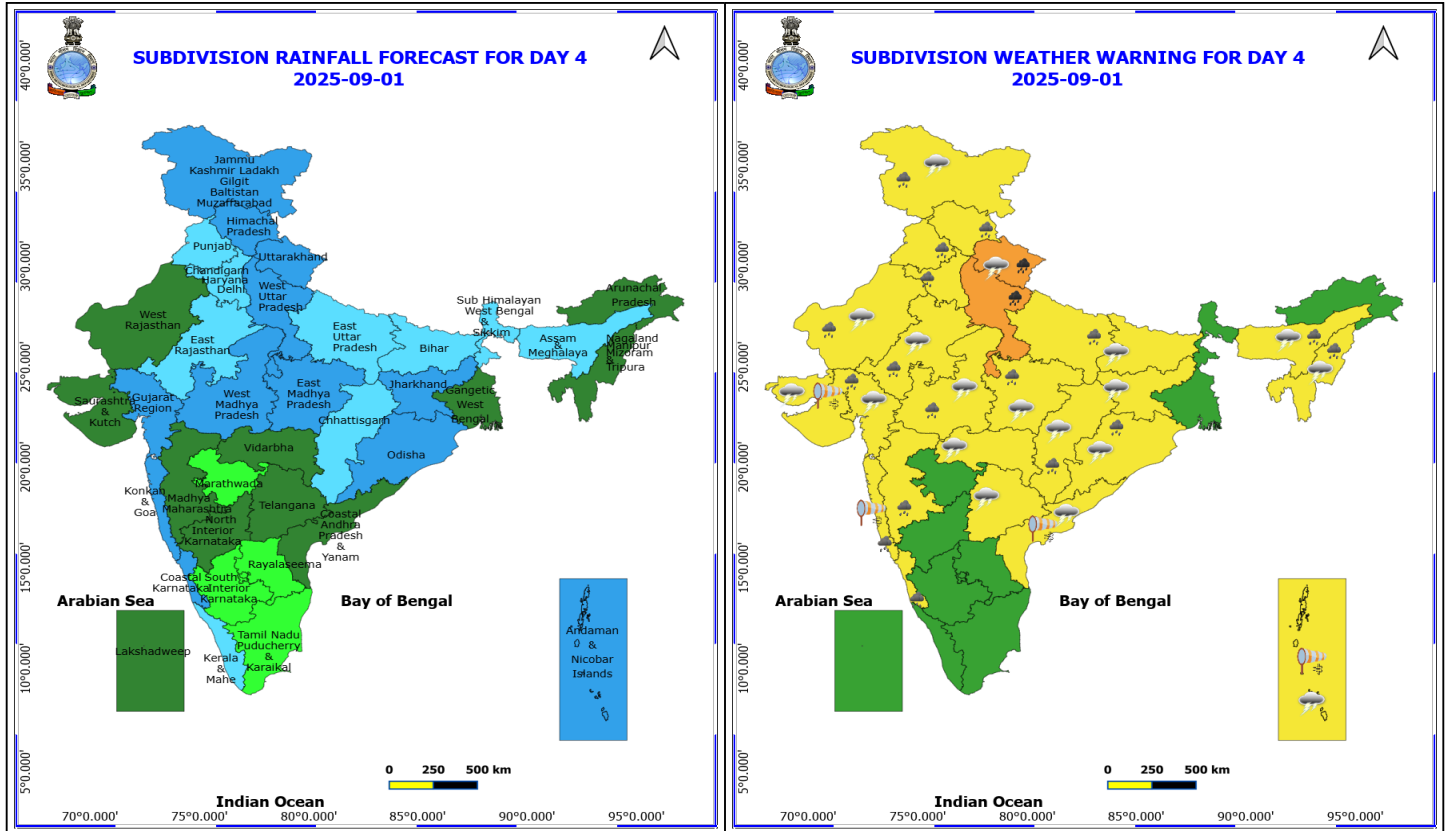 SUBDIVISION RAINFALL FORECAST FOR DAY 4
2025-09-01
40°0.000'
35°0.000'
30°0.000'
25°0.000'
20°0.000'
15°0.000'
10°0.000'
5°0.000'
Jammu
Kashmir Ladakh
Gilgit
Baltistan
Muzaffarabad
Himachal
Pradesh
Punjab
Uttarakhand
Chandigarh
Haryana
Delhi
West
Uttar
Pradesh
West
Rajasthan
East
Rajasthan
East
Uttar
Pradesh
Bihar
Sub Himalayan
West Bengal
&
Sikkim
Arunachal
Pradesh
Assam
&
Meghalaya
Nagaland
Manipur
Mizoram
&
Tripura
Saurashtra
&
Kutch
Gujarat
Region
West
Madhya
Pradesh
East
Madhya
Pradesh
Jharkhand
Gangetic
West
Bengal
Chhattisgarh
Odisha
Vidarbha
Marathwada
Konkan
&
Goa
Madhya
Maharashtra
North
Interior
Karnataka
Telangana
Coastal
Andhra
Pradesh
&
Yanam
Rayalaseema
Coastal
Karnataka
South
Interior
Karnataka
Tamil Nadu
Puducherry
&
Karaikal
Kerala
&
Mahe
Lakshadweep
Andaman
&
Nicobar
Islands
Arabian Sea
Bay of Bengal
0 250 500 km
Indian Ocean
70°0.000' 75°0.000' 80°0.000' 85°0.000' 90°0.000' 95°0.000'
SUBDIVISION WEATHER WARNING FOR DAY 4
2025-09-01
40°0.000'
35°0.000'
30°0.000'
25°0.000'
20°0.000'
15°0.000'
10°0.000'
5°0.000'
Arabian Sea
Bay of Bengal
0 250 500 km
Indian Ocean
70°0.000' 75°0.000' 80°0.000' 85°0.000' 90°0.000' 95°0.000'